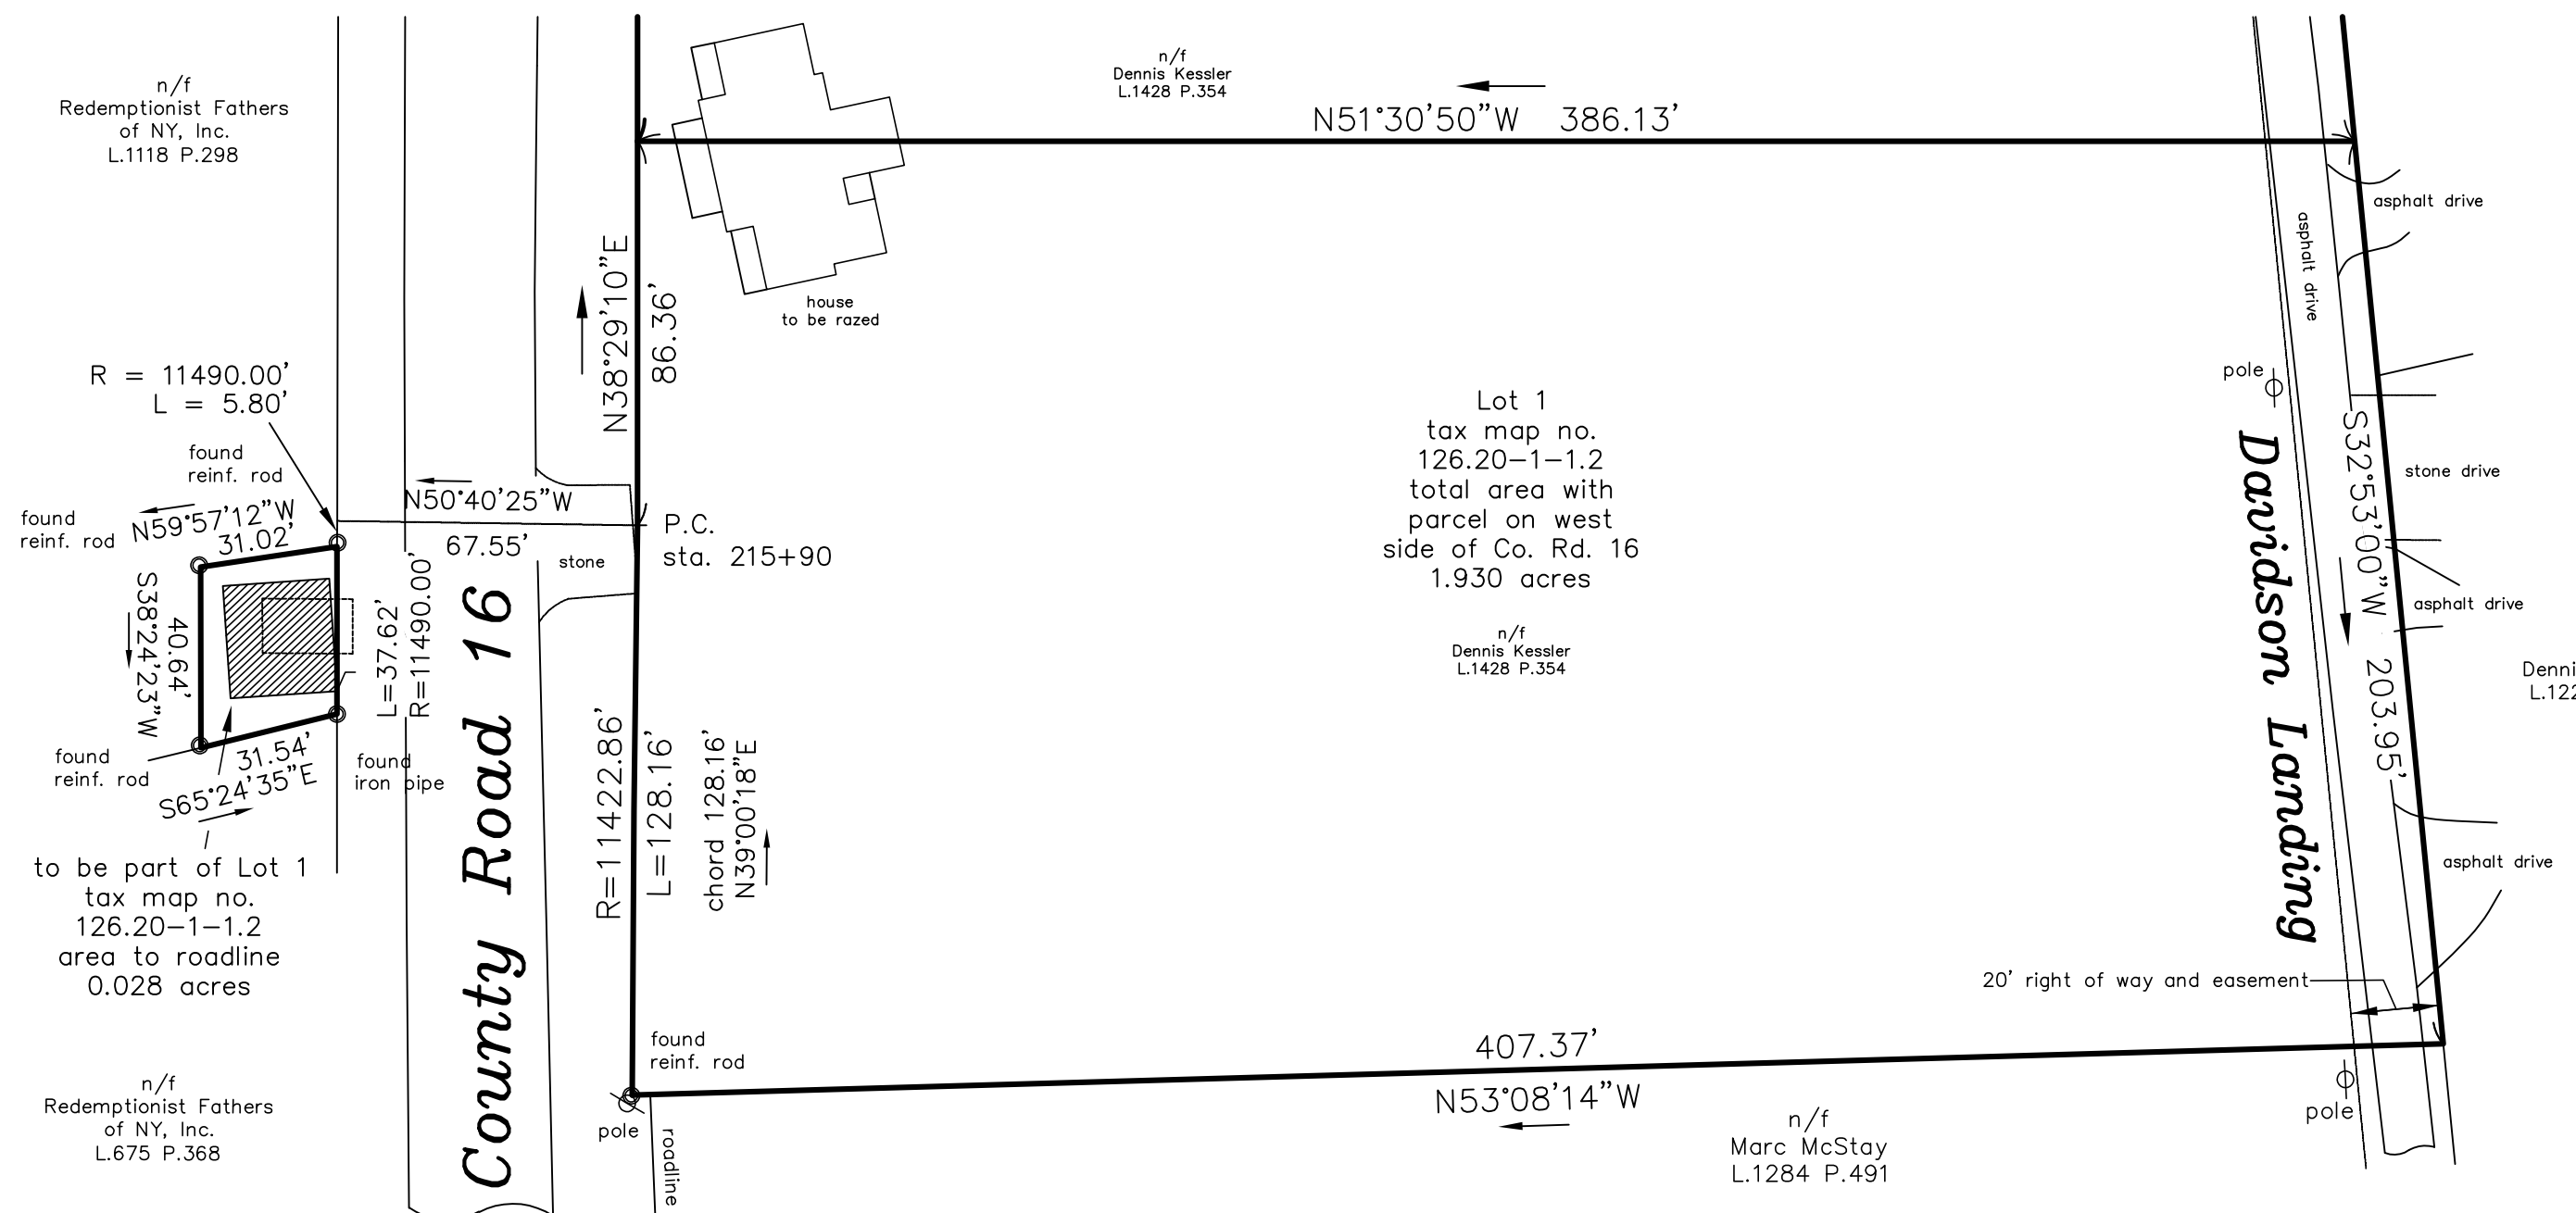 n/f
Redemptionist Fathers
of NY, Inc.
L.1118 P.298
n/f
Dennis Kessler
L.1428 P.354
N51°30'50"W 386.13'
asphalt drive
asphalt drive
N38°29'10"E
86.36'
house
to be razed
R = 11490.00'
L = 5.80'
found
reinf. rod
found
reinf. rod
N59°57'12"W
31.02'
N50°40'25"W
67.55'
P.C.
sta. 215+90
stone
S38°24'23"W
40.64'
L=37.62'
R=11490.00'
31.54'
S65°24'35"E
found
reinf. rod
found
iron pipe
to be part of Lot 1
tax map no.
126.20-1-1.2
area to roadline
0.028 acres
County Road 16
R=11422.86'
L=128.16'
chord 128.16'
N39°00'18"E
Lot 1
tax map no.
126.20-1-1.2
total area with
parcel on west
side of Co. Rd. 16
1.930 acres
n/f
Dennis Kessler
L.1428 P.354
pole
Davidson Landing
S32°53'00"W 203.95'
stone drive
asphalt drive
Denni
L.122
asphalt drive
20' right of way and easement
found
reinf. rod
407.37'
N53°08'14"W
pole
roadline
pole
n/f
Marc McStay
L.1284 P.491
n/f
Redemptionist Fathers
of NY, Inc.
L.675 P.368